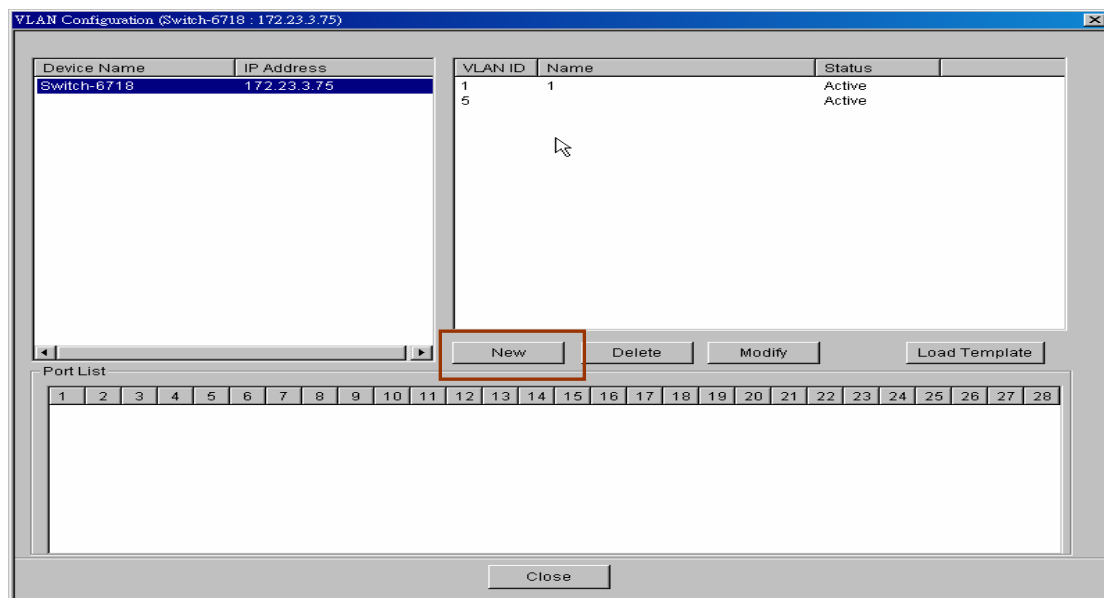 VLAN Configuration (Switch-6718 : 172.23.3.75)
Device Name IP Address
Switch-6718 172.23.3.75
VLAN ID Name Status
1 1 Active
5 Active
New Delete Modify Load Template
Port List
1 2 3 4 5 6 7 8 9 10 11 12 13 14 15 16 17 18 19 20 21 22 23 24 25 26 27 28
Close